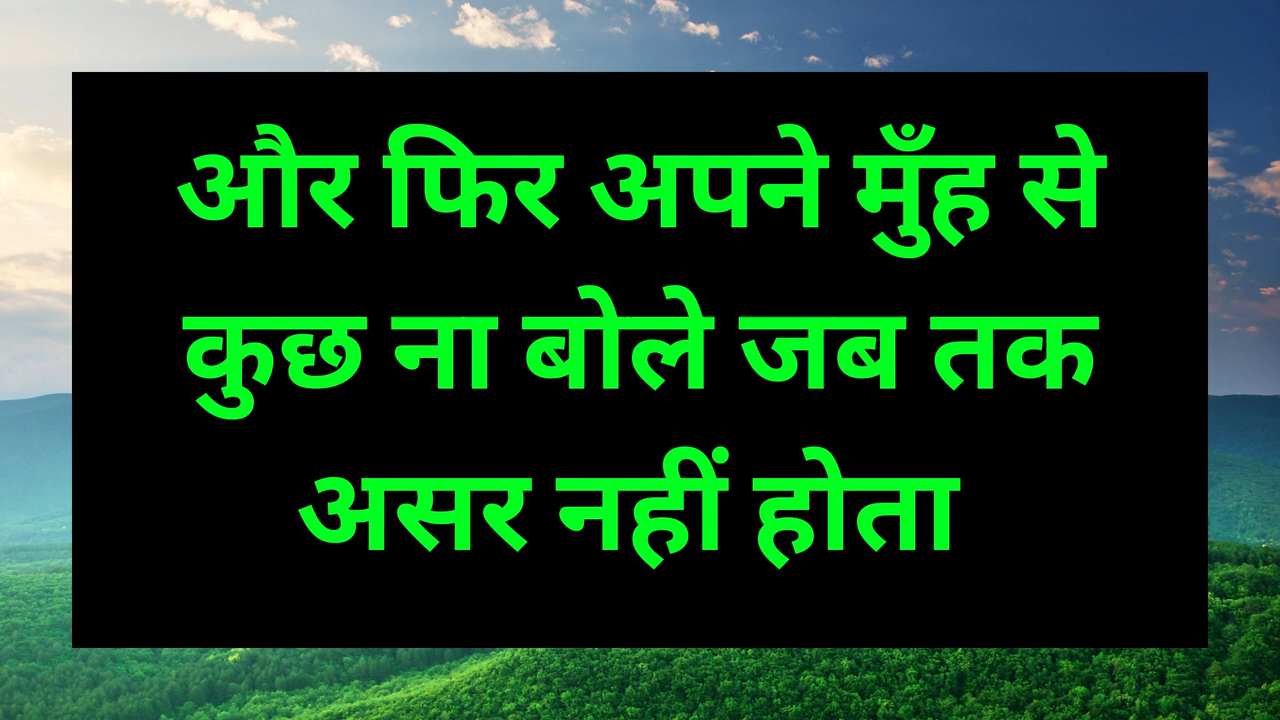 और फिर अपने मुँह से
कुछ ना बोले जब तक
असर नहीं होता